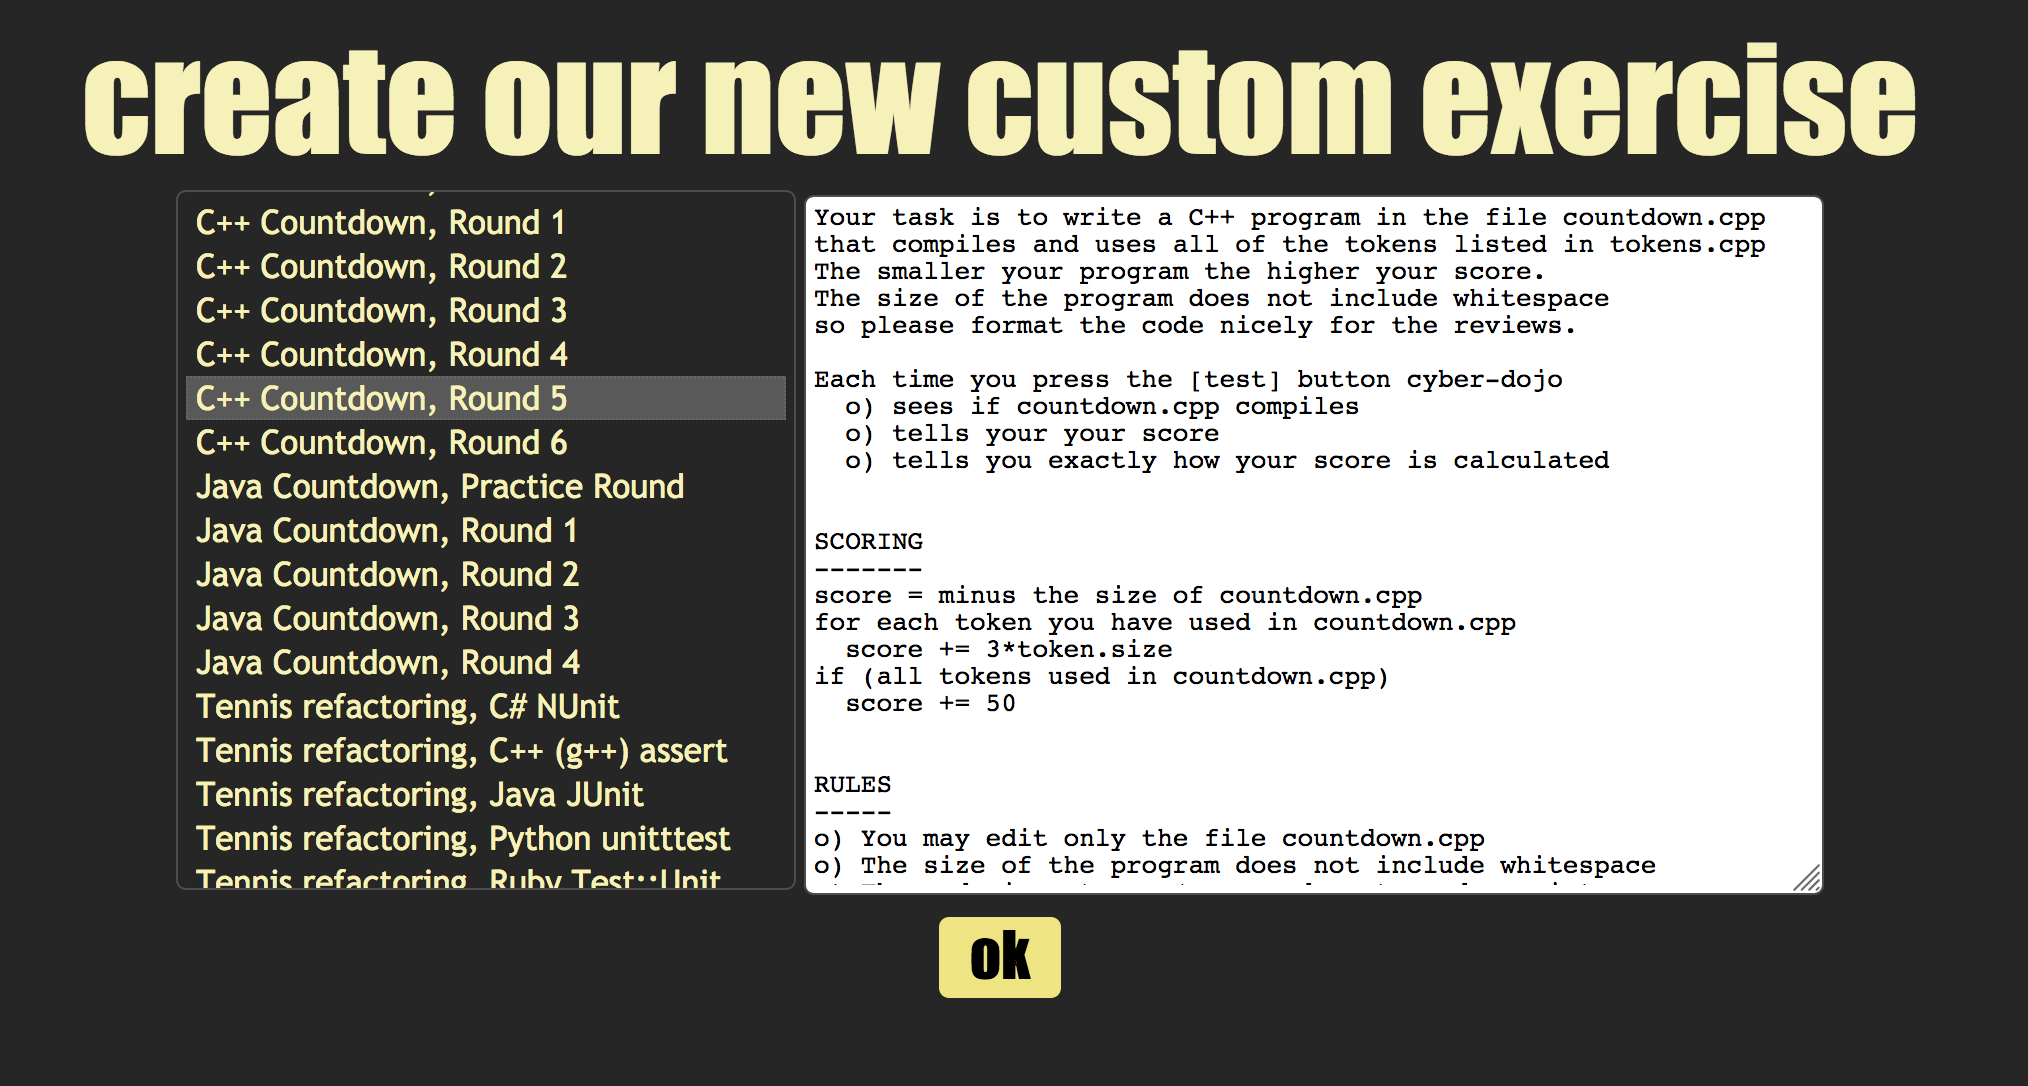 create our new custom exercise
C++ Countdown, Round 1
C++ Countdown, Round 2
C++ Countdown, Round 3
C++ Countdown, Round 4
C++ Countdown, Round 5
C++ Countdown, Round 6
Java Countdown, Practice Round
Java Countdown, Round 1
Java Countdown, Round 2
Java Countdown, Round 3
Java Countdown, Round 4
Tennis refactoring, C# NUnit
Tennis refactoring, C++ (g++) assert
Tennis refactoring, Java JUnit
Tennis refactoring, Python unitttest
Tennis refactoring, Ruby Test::Unit
Your task is to write a C++ program in the file countdown.cpp
that compiles and uses all of the tokens listed in tokens.cpp
The smaller your program the higher your score.
The size of the program does not include whitespace
so please format the code nicely for the reviews.
Each time you press the [test] button cyber-dojo
o) sees if countdown.cpp compiles
o) tells your your score
o) tells you exactly how your score is calculated
SCORING
-------
score = minus the size of countdown.cpp
for each token you have used in countdown.cpp
score += 3*token.size
if (all tokens used in countdown.cpp)
score += 50
RULES
-----
o) You may edit only the file countdown.cpp
o) The size of the program does not include whitespace
ok